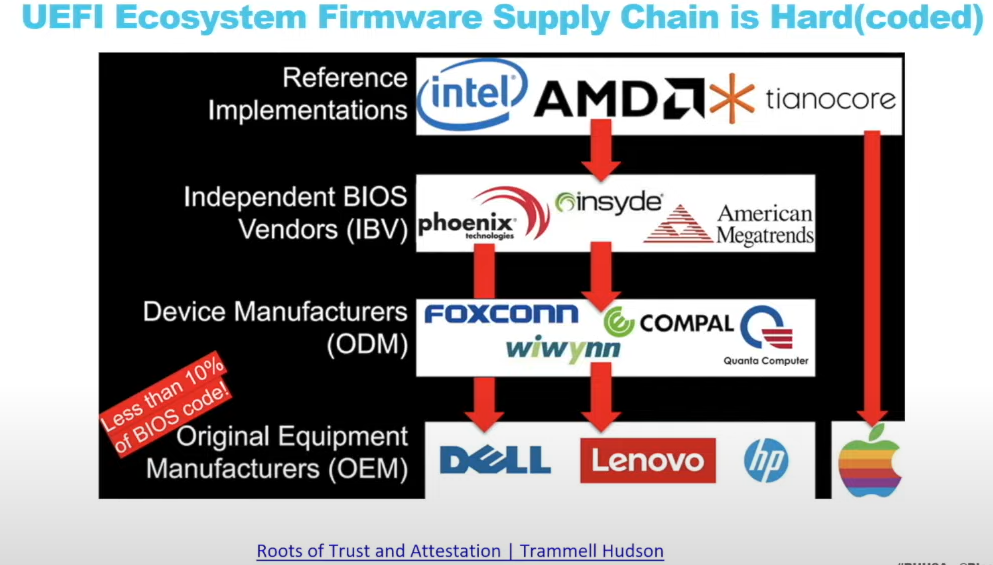 UEFI Ecosystem Firmware Supply Chain is Hard(coded)
Reference
Implementations
intel AMD tianocore
Independent BIOS
Vendors (IBV)
phoenix
technologies
insyde
American
Megatrends
Device Manufacturers
(ODM)
FOXCONN
COMPAL
wiwynn
Quanta Computer
Less than 10%
of BIOS code!
Original Equipment
Manufacturers (OEM)
DELL Lenovo hp
Roots of Trust and Attestation | Trammell Hudson